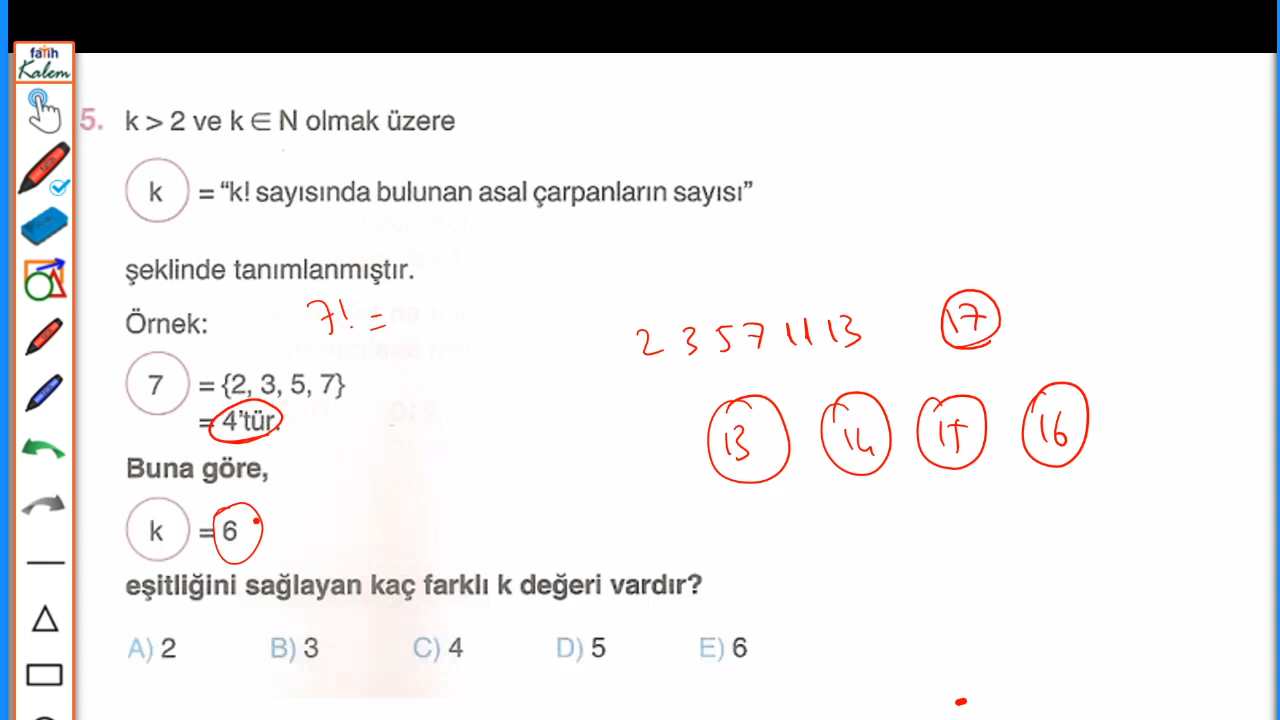 fatih
Kalem
5. k > 2 ve k ∈ N olmak üzere
k = “k! sayısında bulunan asal çarpanların sayısı”
şeklinde tanımlanmıştır.
Örnek: 7! =
2 3 5 7 11 13 17
7 = {2, 3, 5, 7}
= 4’tür.
13 14 15 16
Buna göre,
k = 6
eşitliğini sağlayan kaç farklı k değeri vardır?
A) 2 B) 3 C) 4 D) 5 E) 6